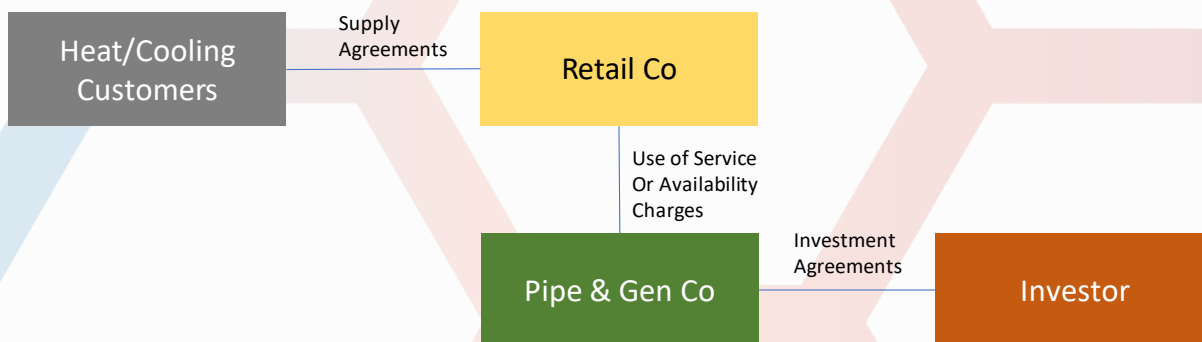 Heat/Cooling
Customers
Supply
Agreements
Retail Co
Use of Service
Or Availability
Charges
Pipe & Gen Co
Investment
Agreements
Investor